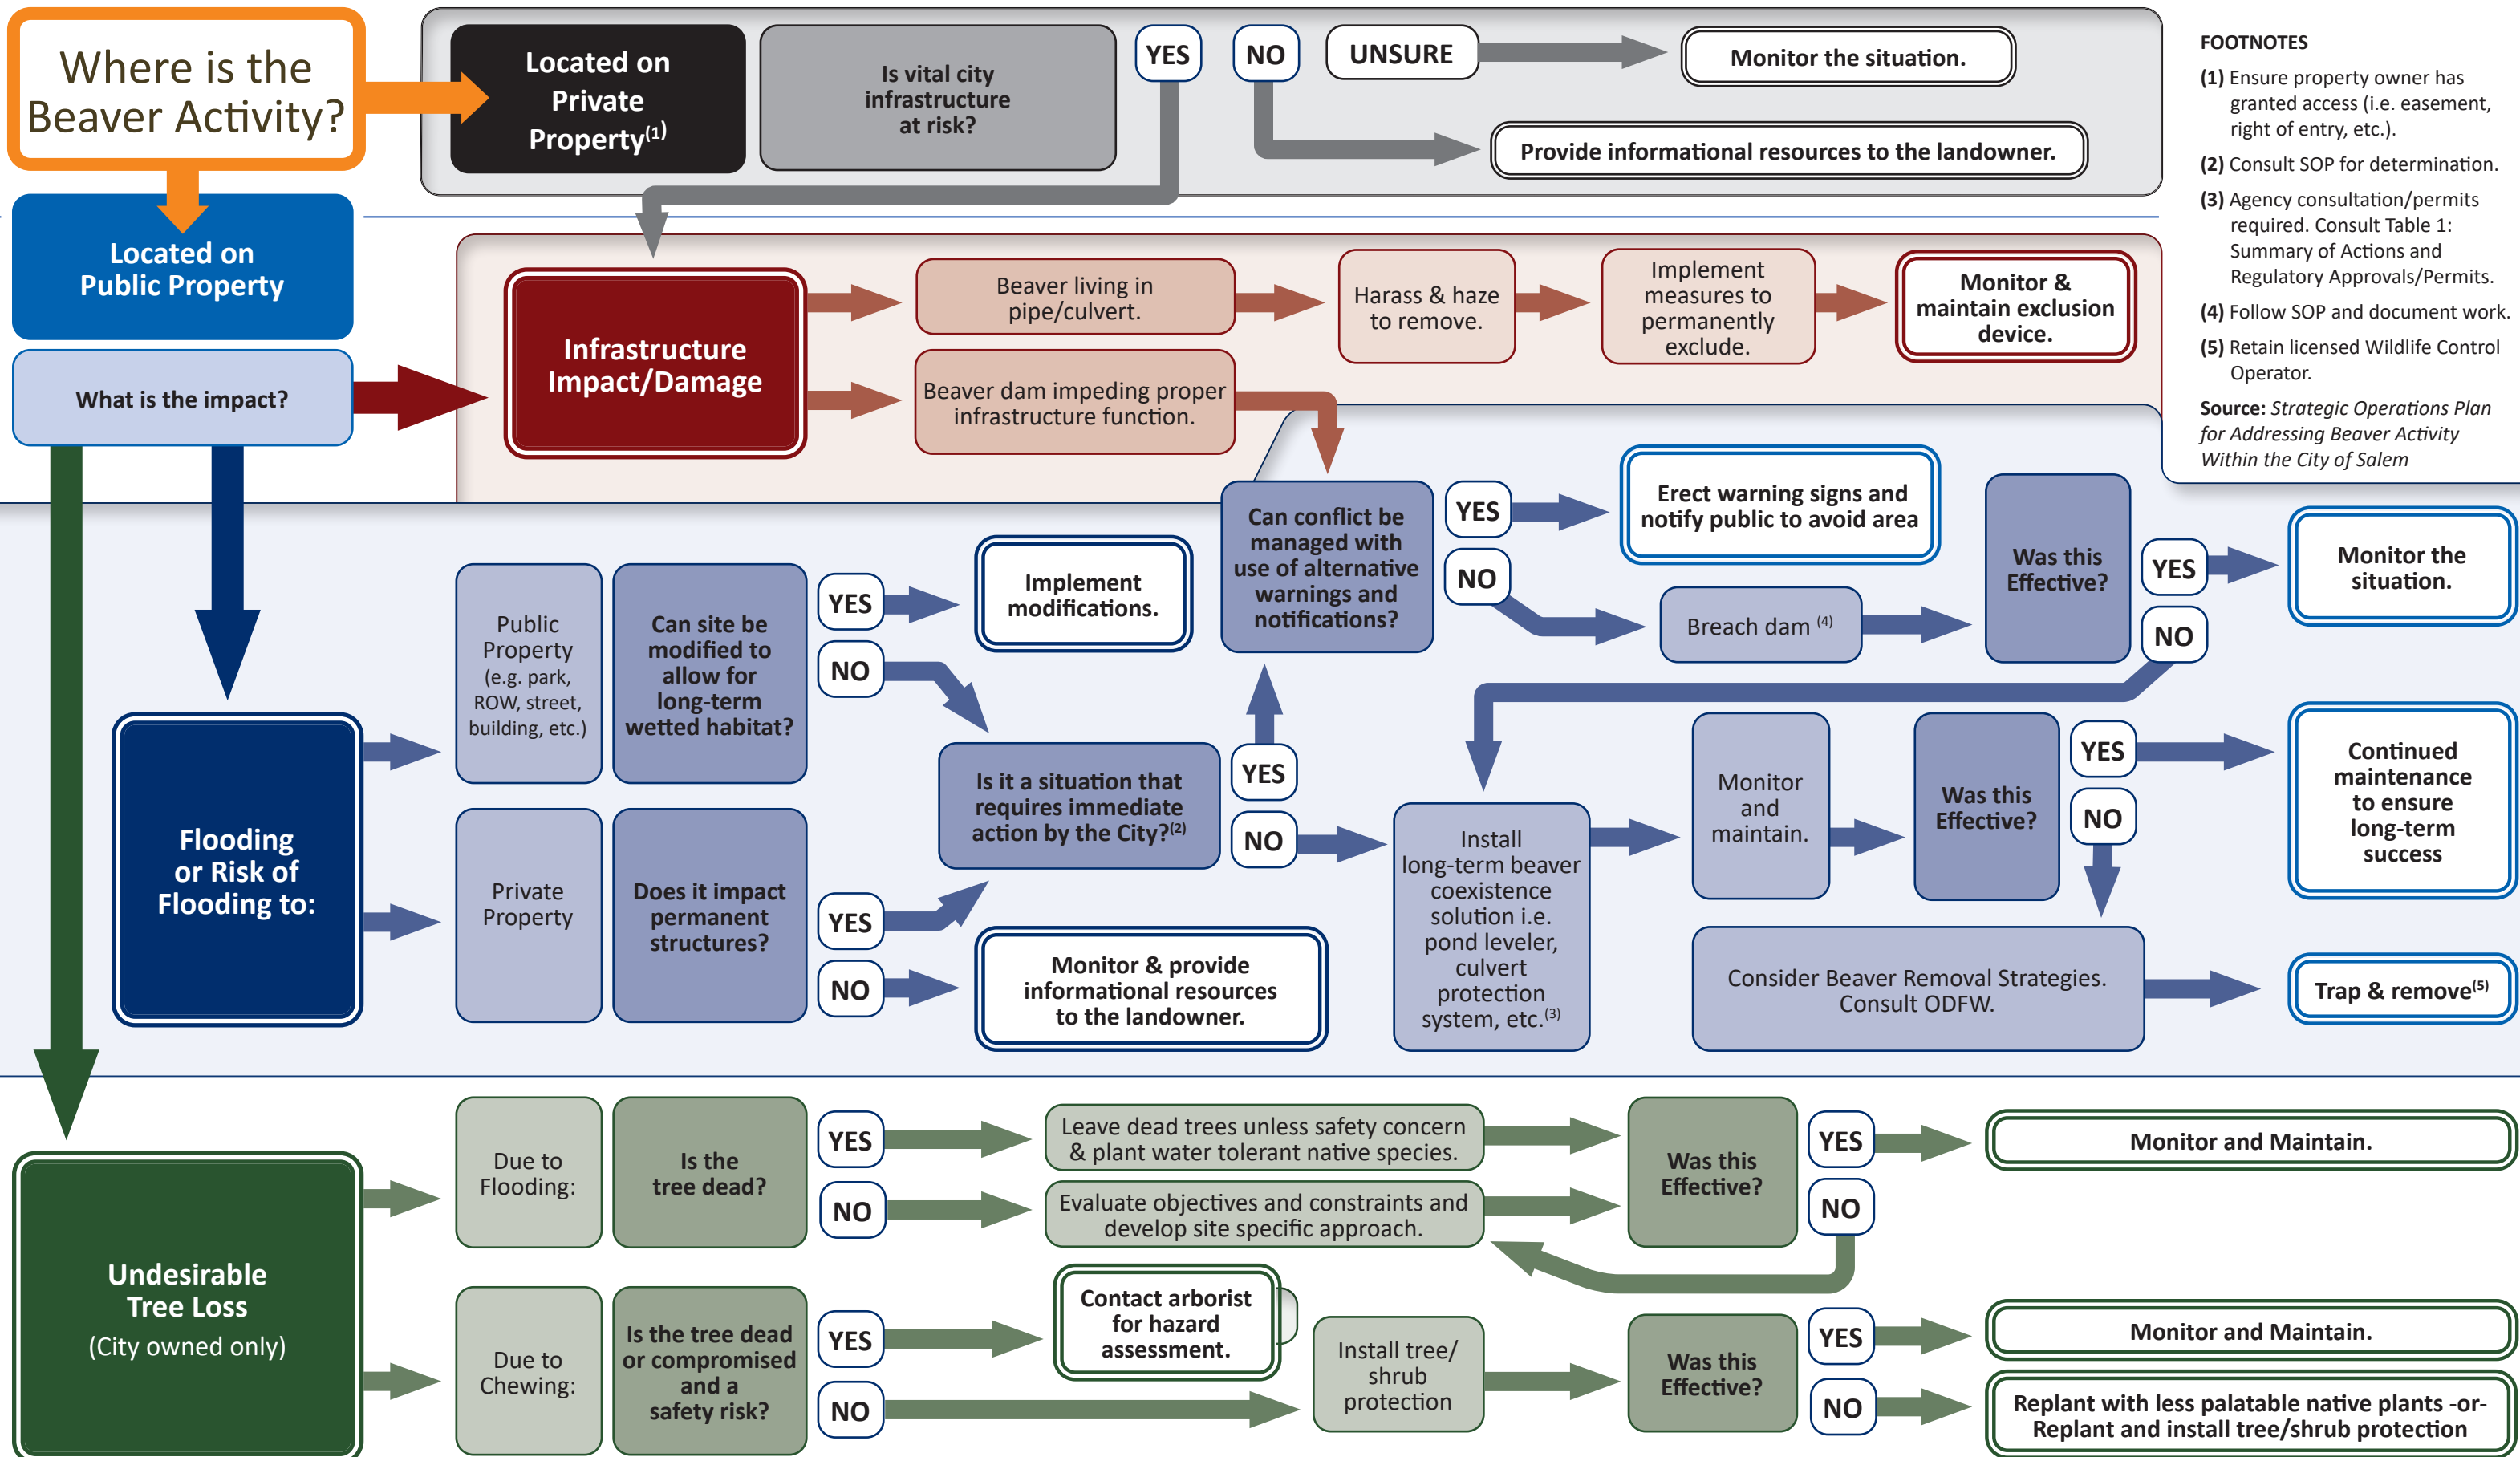 Where is the
Beaver Activity?
Located on
Private
Property(1)
Is vital city
infrastructure
at risk?
YES
NO
UNSURE
Monitor the situation.
Provide informational resources to the landowner.
FOOTNOTES
(1) Ensure property owner has
granted access (i.e. easement,
right of entry, etc.).
(2) Consult SOP for determination.
(3) Agency consultation/permits
required. Consult Table 1:
Summary of Actions and
Regulatory Approvals/Permits.
(4) Follow SOP and document work.
(5) Retain licensed Wildlife Control
Operator.
Source: Strategic Operations Plan
for Addressing Beaver Activity
Within the City of Salem
Located on
Public Property
What is the impact?
Infrastructure
Impact/Damage
Beaver living in
pipe/culvert.
Harass & haze
to remove.
Implement
measures to
permanently
exclude.
Monitor &
maintain exclusion
device.
Beaver dam impeding proper
infrastructure function.
Can conflict be
managed with
use of alternative
warnings and
notifications?
YES
Erect warning signs and
notify public to avoid area
NO
Breach dam (4)
Was this
Effective?
YES
Monitor the
situation.
NO
Flooding
or Risk of
Flooding to:
Public
Property
(e.g. park,
ROW, street,
building, etc.)
Can site be
modified to
allow for
long-term
wetted habitat?
YES
Implement
modifications.
NO
Is it a situation that
requires immediate
action by the City?(2)
YES
NO
Private
Property
Does it impact
permanent
structures?
YES
NO
Monitor & provide
informational resources
to the landowner.
Install
long-term beaver
coexistence
solution i.e.
pond leveler,
culvert
protection
system, etc.(3)
Monitor
and
maintain.
Was this
Effective?
YES
Continued
maintenance
to ensure
long-term
success
NO
Consider Beaver Removal Strategies.
Consult ODFW.
Trap & remove(5)
Undesirable
Tree Loss
(City owned only)
Due to
Flooding:
Is the
tree dead?
YES
Leave dead trees unless safety concern
& plant water tolerant native species.
NO
Evaluate objectives and constraints and
develop site specific approach.
Was this
Effective?
YES
Monitor and Maintain.
NO
Due to
Chewing:
Is the tree dead
or compromised
and a
safety risk?
YES
Contact arborist
for hazard
assessment.
NO
Install tree/
shrub
protection
Was this
Effective?
YES
Monitor and Maintain.
NO
Replant with less palatable native plants -or-
Replant and install tree/shrub protection